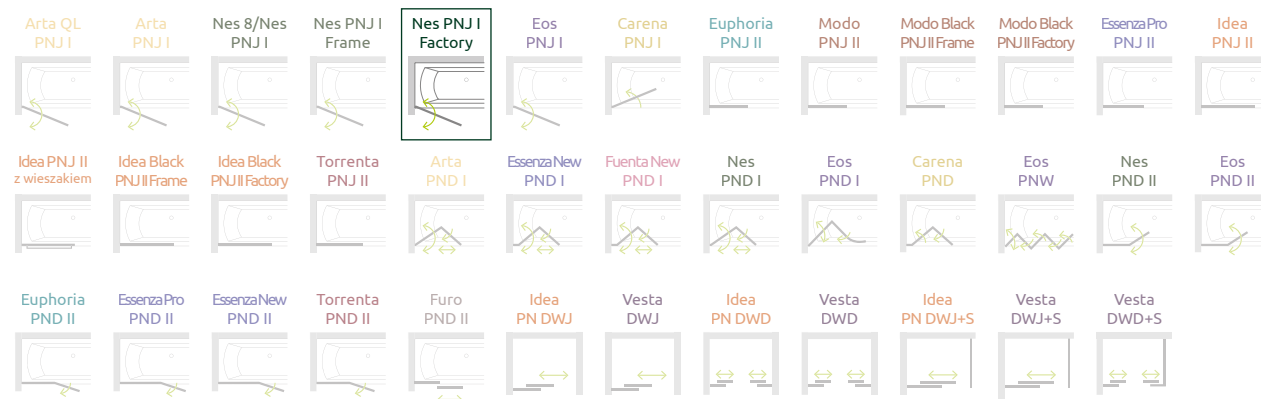 Arta QL
PNJ I
Arta
PNJ I
Nes 8/Nes
PNJ I
Nes PNJ I
Frame
Nes PNJ I
Factory
Eos
PNJ I
Carena
PNJ I
Euphoria
PNJ II
Modo
PNJ II
Modo Black
PNJ II Frame
Modo Black
PNJ II Factory
Essenza Pro
PNJ II
Idea
PNJ II
Idea PNJ II
z wieszakiem
Idea Black
PNJ II Frame
Idea Black
PNJ II Factory
Torrenta
PNJ II
Arta
PND I
Essenza New
PND I
Fuenta New
PND I
Nes
PND I
Eos
PND I
Carena
PND
Eos
PNW
Nes
PND II
Eos
PND II
Euphoria
PND II
Essenza Pro
PND II
Essenza New
PND II
Torrenta
PND II
Furo
PND II
Idea
PN DWJ
Vesta
DWJ
Idea
PN DWD
Vesta
DWD
Idea
PN DWJ+S
Vesta
DWJ+S
Vesta
DWD+S